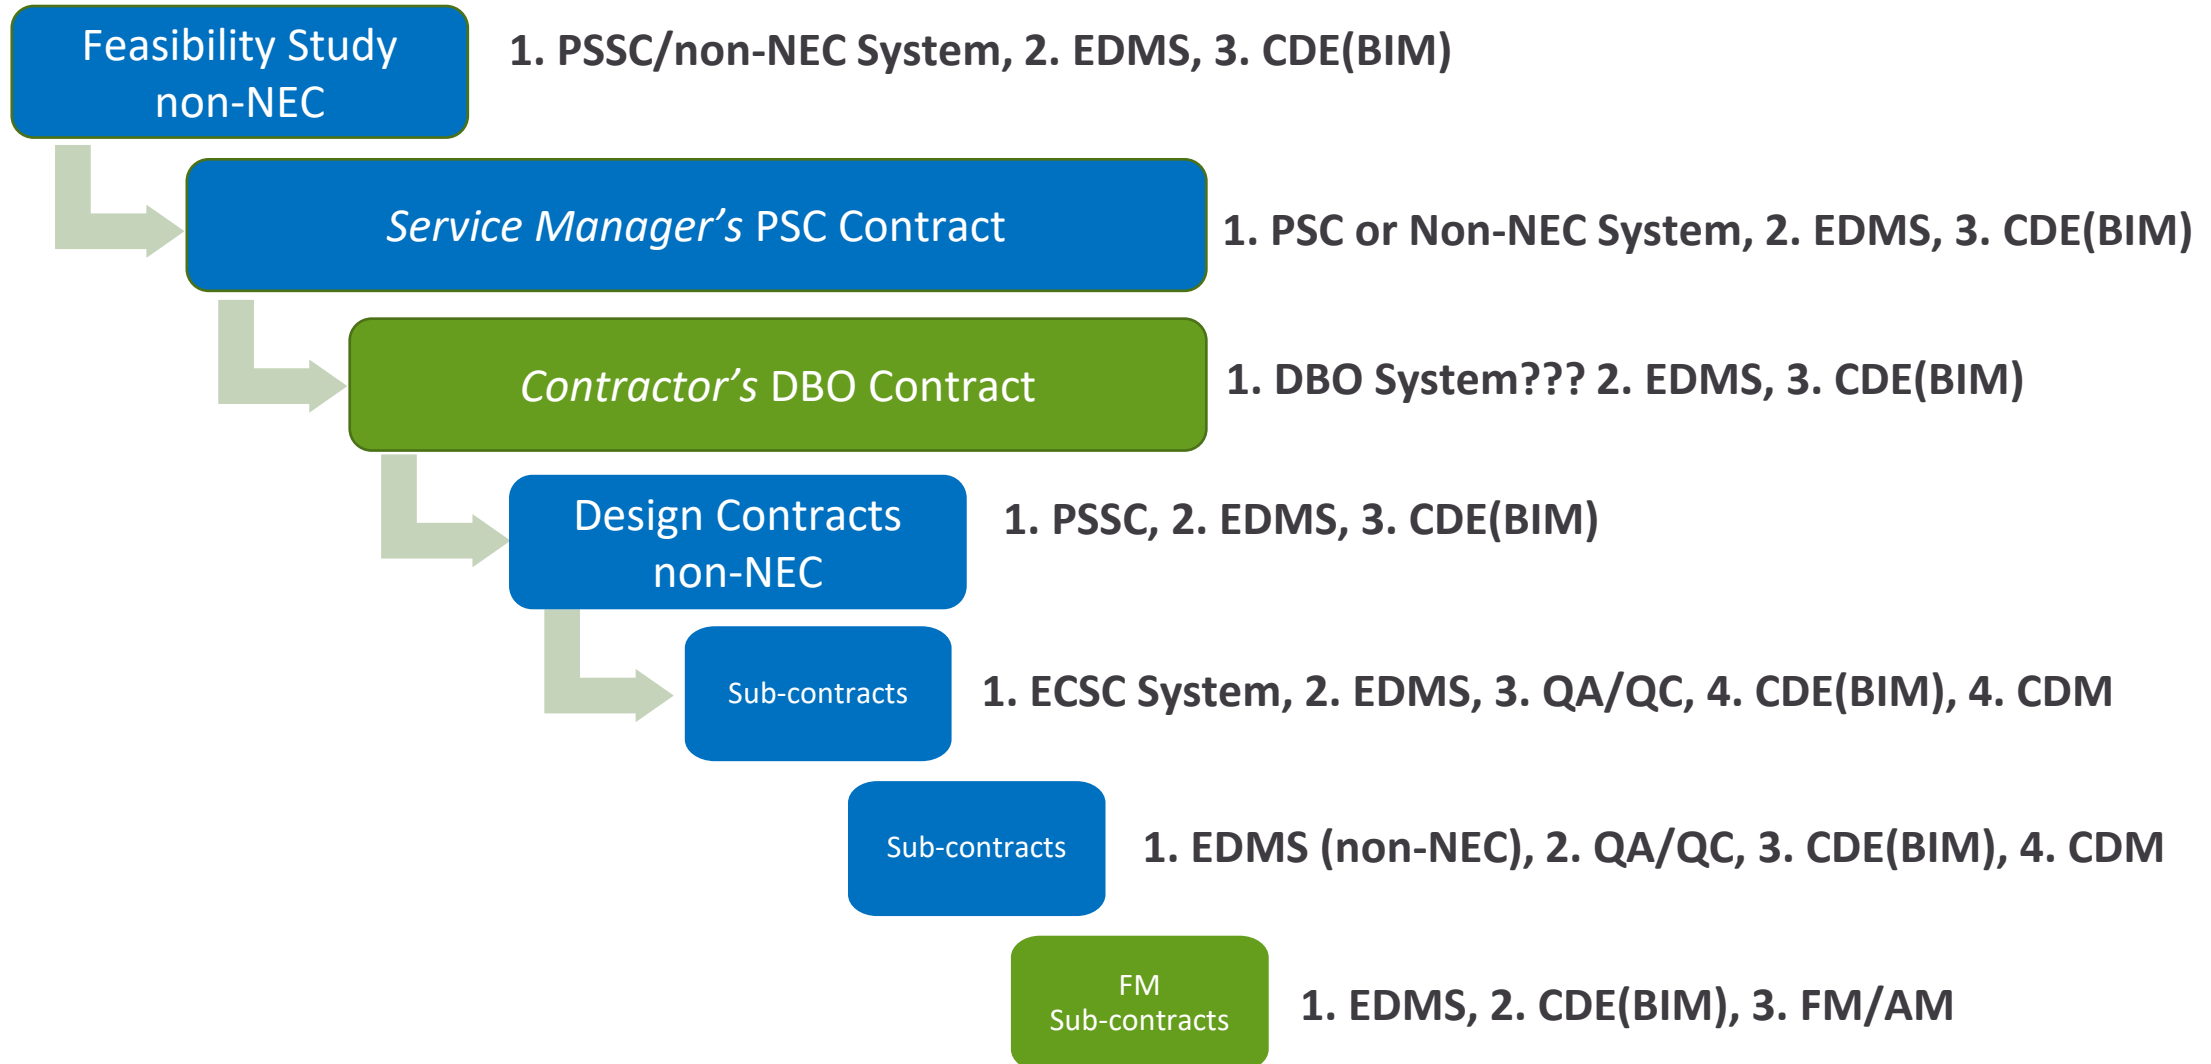 Feasibility Study
non-NEC
1. PSSC/non-NEC System, 2. EDMS, 3. CDE(BIM)
Service Manager’s PSC Contract
1. PSC or Non-NEC System, 2. EDMS, 3. CDE(BIM)
Contractor’s DBO Contract
1. DBO System??? 2. EDMS, 3. CDE(BIM)
Design Contracts
non-NEC
1. PSSC, 2. EDMS, 3. CDE(BIM)
Sub-contracts
1. ECSC System, 2. EDMS, 3. QA/QC, 4. CDE(BIM), 4. CDM
Sub-contracts
1. EDMS (non-NEC), 2. QA/QC, 3. CDE(BIM), 4. CDM
FM
Sub-contracts
1. EDMS, 2. CDE(BIM), 3. FM/AM